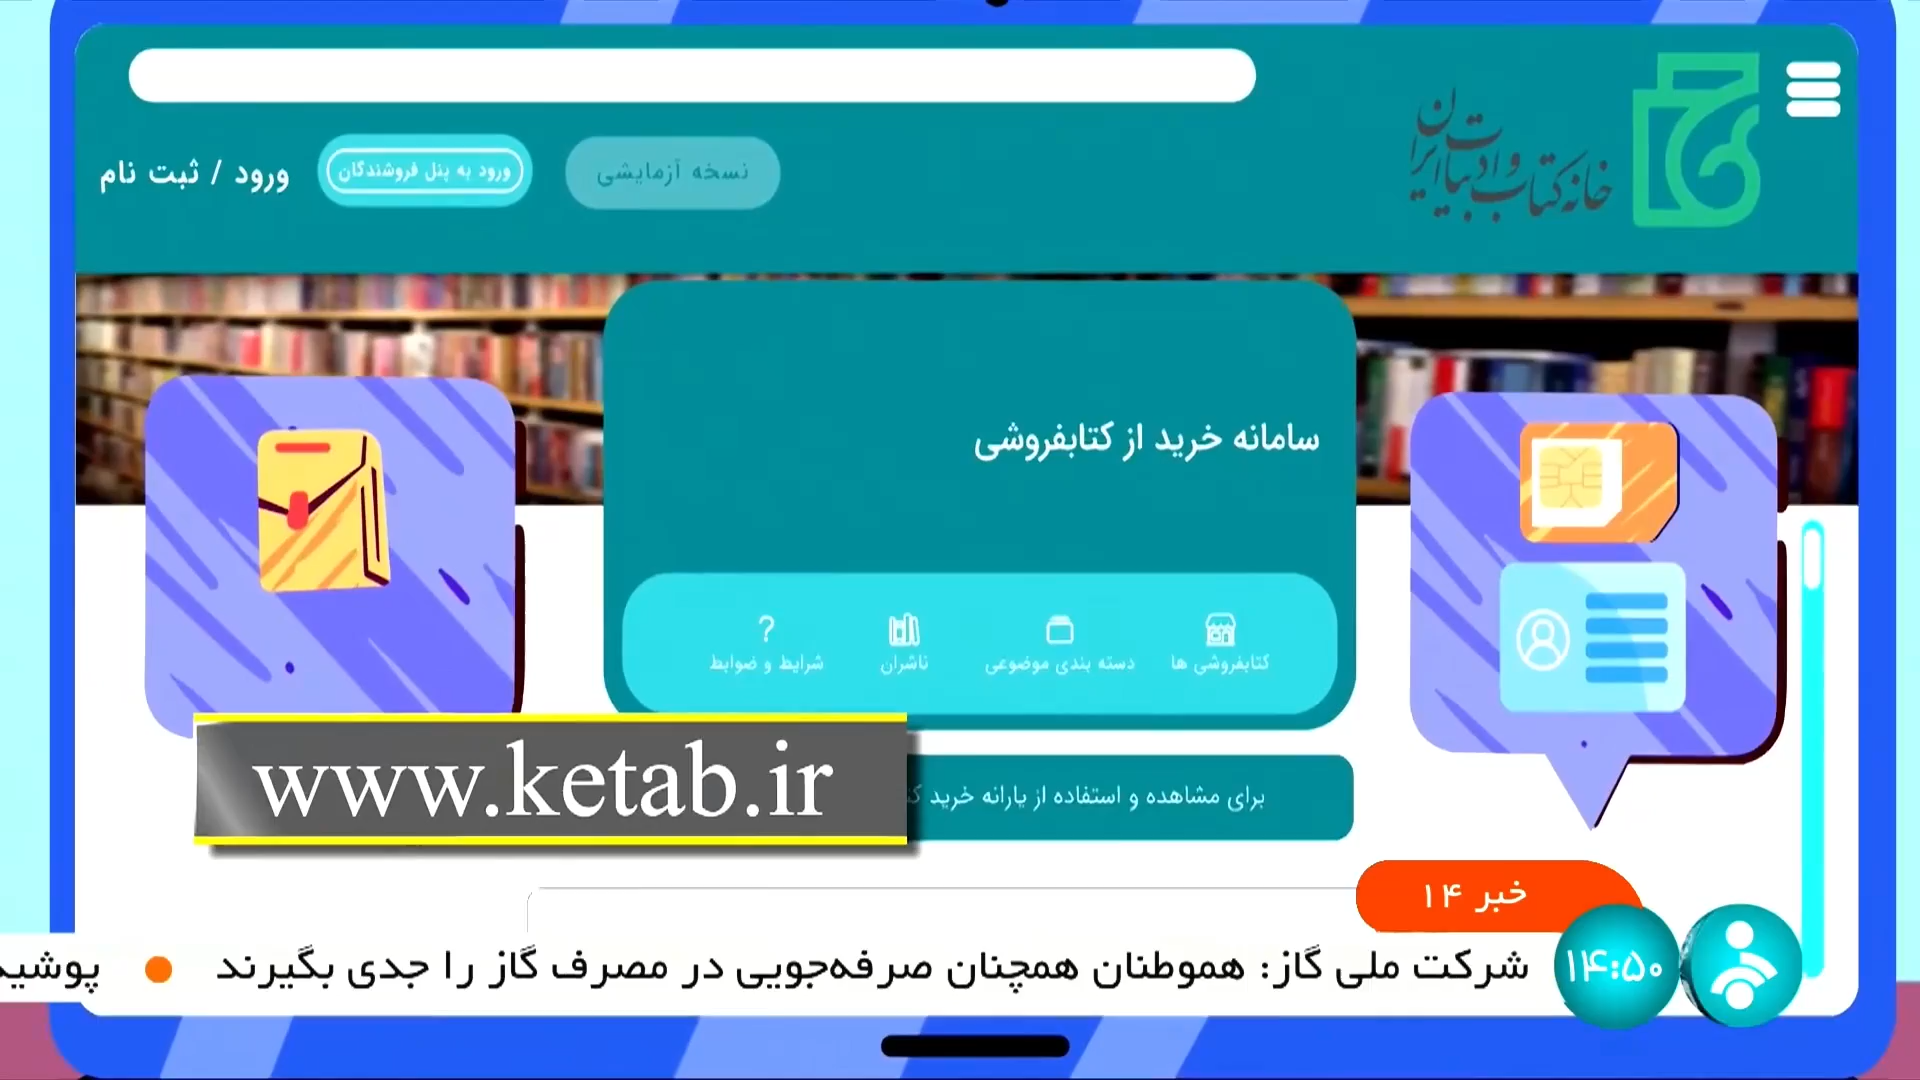 خانه کتاب و ادبیات ایران
نسخه آزمایشی
ورود به پنل فروشندگان
ورود / ثبت نام
سامانه خرید از کتابفروشی
کتابفروشی ها
دسته بندی موضوعی
ناشران
شرایط و ضوابط
برای مشاهده و استفاده از یارانه خرید
www.ketab.ir
خبر ۱۴
۱۴:۵۰
شرکت ملی گاز: هموطنان همچنان صرفه‌جویی در مصرف گاز را جدی بگیرند